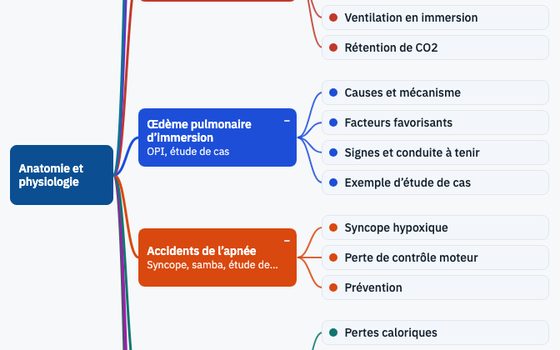 Ventilation en immersion
Rétention de CO2
Causes et mécanisme
Œdème pulmonaire
d’immersion
OPI, étude de cas
Facteurs favorisants
Signes et conduite à tenir
Anatomie et
physiologie
Exemple d’étude de cas
Syncope hypoxique
Accidents de l’apnée
Syncope, samba, étude de...
Perte de contrôle moteur
Prévention
Pertes caloriques